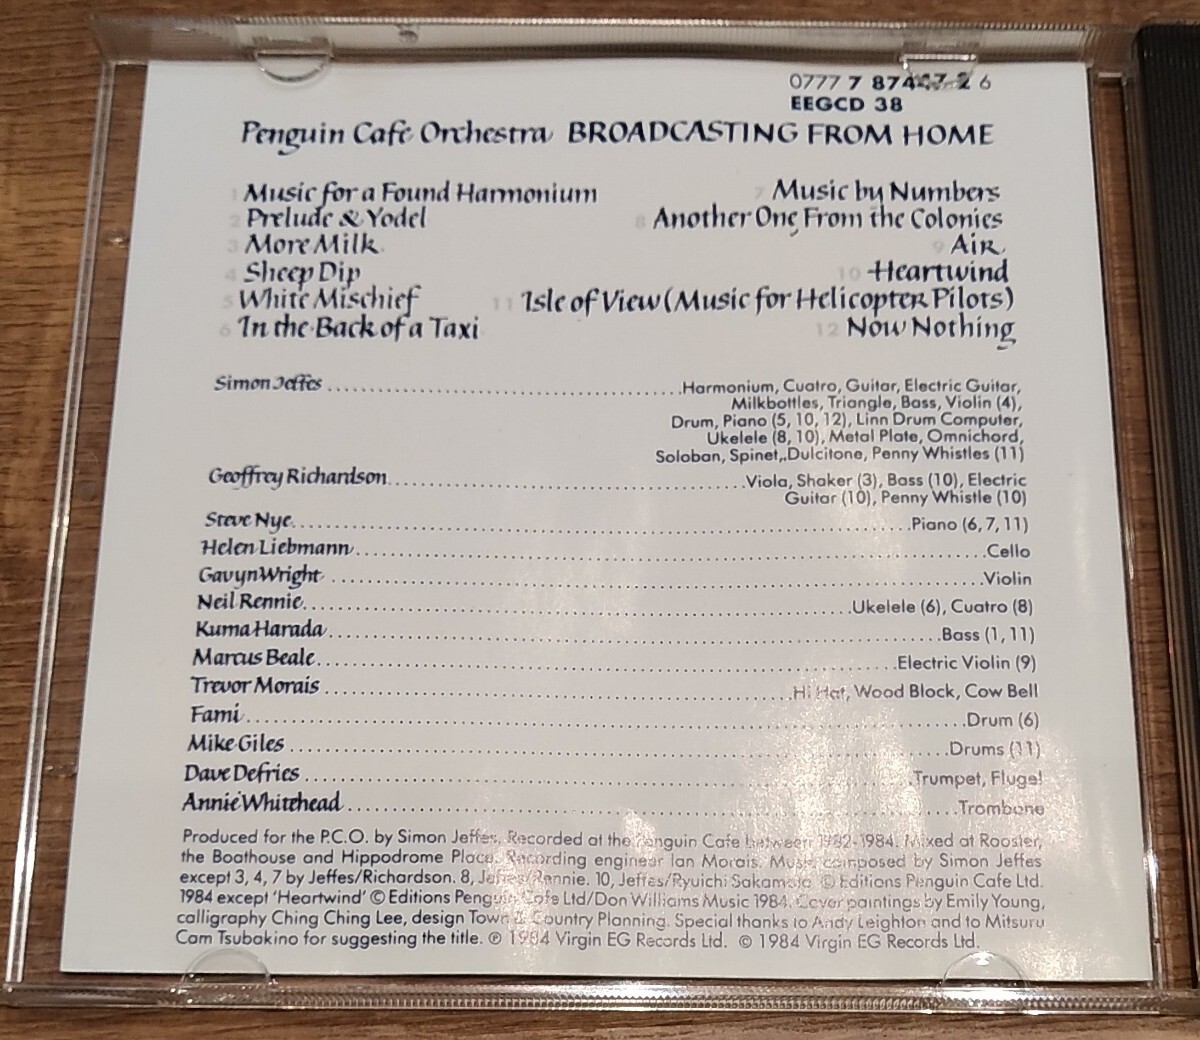 0777 7 87447 2 6
EEGCD 38
Penguin Cafe Orchestra BROADCASTING FROM HOME
1 Music for a Found Harmonium
2 Prelude & Yodel
3 More Milk
4 Sheep Dip
5 White Mischief
6 In the Back of a Taxi
7 Music by Numbers
8 Another One From the Colonies
9 Air
10 Heartwind
11 Isle of View (Music for Helicopter Pilots)
12 Now Nothing
Simon Jeffes ........ Harmonium, Cuatro, Guitar, Electric Guitar,
Milkbottles, Triangle, Bass, Violin (4),
Drum, Piano (5, 10, 12), Linn Drum Computer,
Ukelele (8, 10), Metal Plate, Omnichord,
Soloban, Spinet,,Dulcitone, Penny Whistles (11)
Geoffrey Richardson ........ Viola, Shaker (3), Bass (10), Electric
Guitar (10), Penny Whistle (10)
Steve Nye ........ Piano (6, 7, 11)
Helen Liebmann ........ Cello
Gavyn Wright ........ Violin
Neil Rennie ........ Ukelele (6), Cuatro (8)
Kuma Harada ........ Bass (1, 11)
Marcus Beale ........ Electric Violin (9)
Trevor Morais ........ Hi Hat, Wood Block, Cow Bell
Fami ........ Drum (6)
Mike Giles ........ Drums (11)
Dave Defries ........ Trumpet, Flugel
Annie Whitehead ........ Trombone
Produced for the P.C.O. by Simon Jeffes. Recorded at the Penguin Cafe between 1982-1984. Mixed at Rooster,
the Boathouse and Hippodrome Place. Recording engineer Ian Morais. Music composed by Simon Jeffes
except 3, 4, 7 by Jeffes/Richardson. 8, Jeffes/Rennie. 10, Jeffes/Ryuichi Sakamoto © Editions Penguin Cafe Ltd.
1984 except 'Heartwind' © Editions Penguin Cafe Ltd/Don Williams Music 1984. Cover paintings by Emily Young,
calligraphy Ching Ching Lee, design Town & Country Planning. Special thanks to Andy Leighton and to Mitsuru
Cam Tsubakino for suggesting the title. ℗ 1984 Virgin EG Records Ltd. © 1984 Virgin EG Records Ltd.